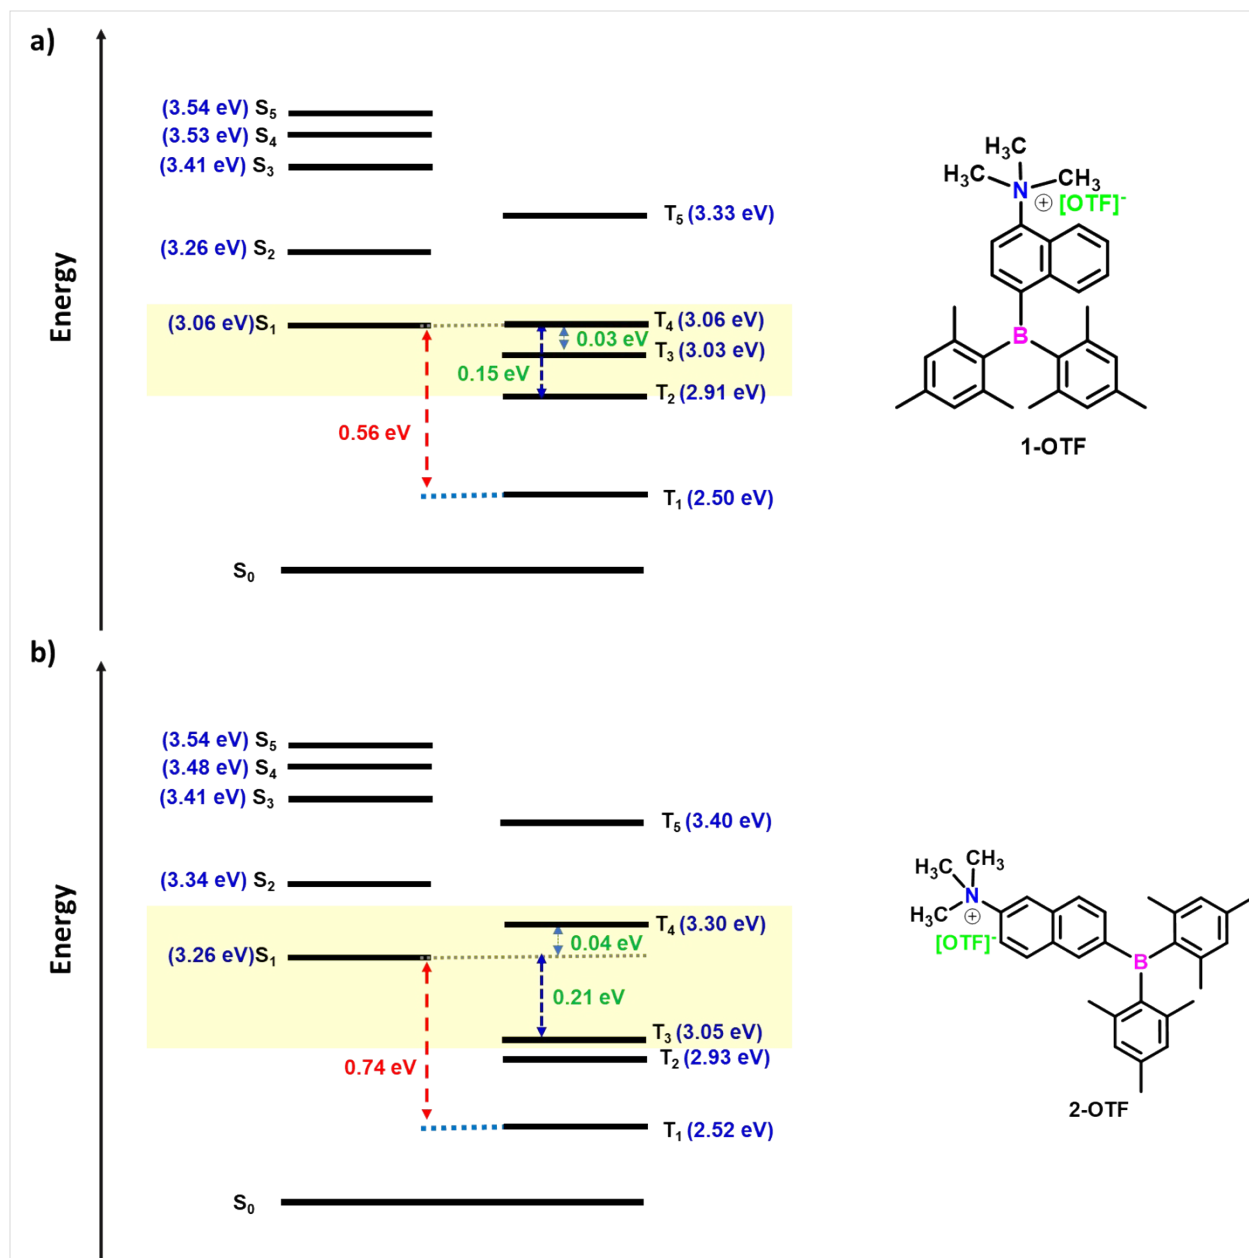 a)
Energy
(3.54 eV) S5
(3.53 eV) S4
(3.41 eV) S3
(3.26 eV) S2
(3.06 eV)S1
T5 (3.33 eV)
T4 (3.06 eV)
0.03 eV
T3 (3.03 eV)
0.15 eV
T2 (2.91 eV)
0.56 eV
T1 (2.50 eV)
S0
H3C
H3C
CH3
N
⊕ [OTF]-
B
1-OTF
b)
Energy
(3.54 eV) S5
(3.48 eV) S4
(3.41 eV) S3
(3.34 eV) S2
(3.26 eV)S1
T5 (3.40 eV)
T4 (3.30 eV)
0.04 eV
0.21 eV
T3 (3.05 eV)
T2 (2.93 eV)
0.74 eV
T1 (2.52 eV)
S0
H3C
CH3
N
H3C
⊕
[OTF]-
B
2-OTF